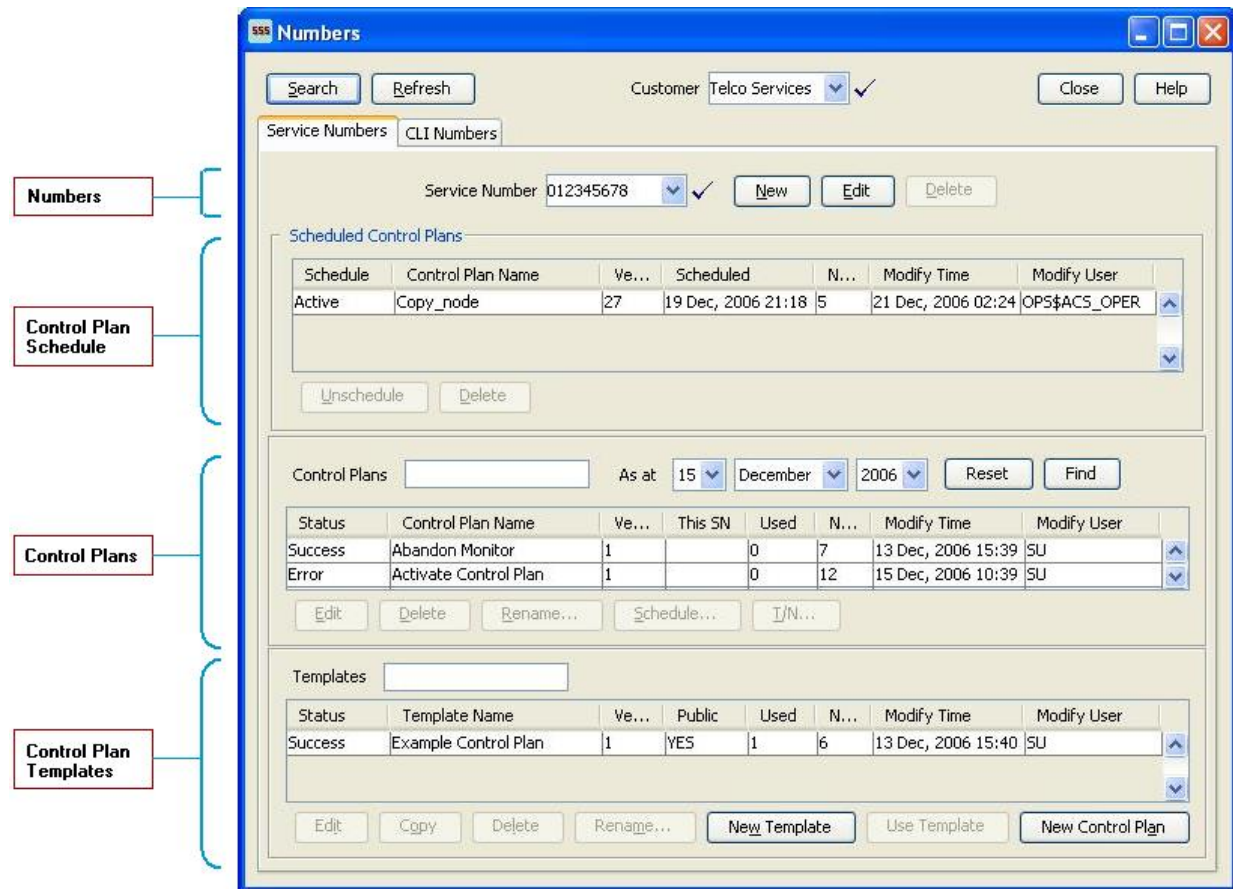 555 Numbers
Search Refresh Customer Telco Services Close Help
Service Numbers CLI Numbers
Numbers
Service Number 012345678 New Edit Delete
Scheduled Control Plans
Schedule Control Plan Name Ve... Scheduled N... Modify Time Modify User
Active Copy_node 27 19 Dec, 2006 21:18 5 21 Dec, 2006 02:24 OPS$ACS_OPER
Control Plan
Schedule
Unschedule Delete
Control Plans As at 15 December 2006 Reset Find
Status Control Plan Name Ve... This SN Used N... Modify Time Modify User
Control Plans
Success Abandon Monitor 1 0 7 13 Dec, 2006 15:39 SU
Error Activate Control Plan 1 0 12 15 Dec, 2006 10:39 SU
Edit Delete Rename... Schedule... T/N...
Templates
Status Template Name Ve... Public Used N... Modify Time Modify User
Success Example Control Plan 1 YES 1 6 13 Dec, 2006 15:40 SU
Control Plan
Templates
Edit Copy Delete Rename... New Template Use Template New Control Plan